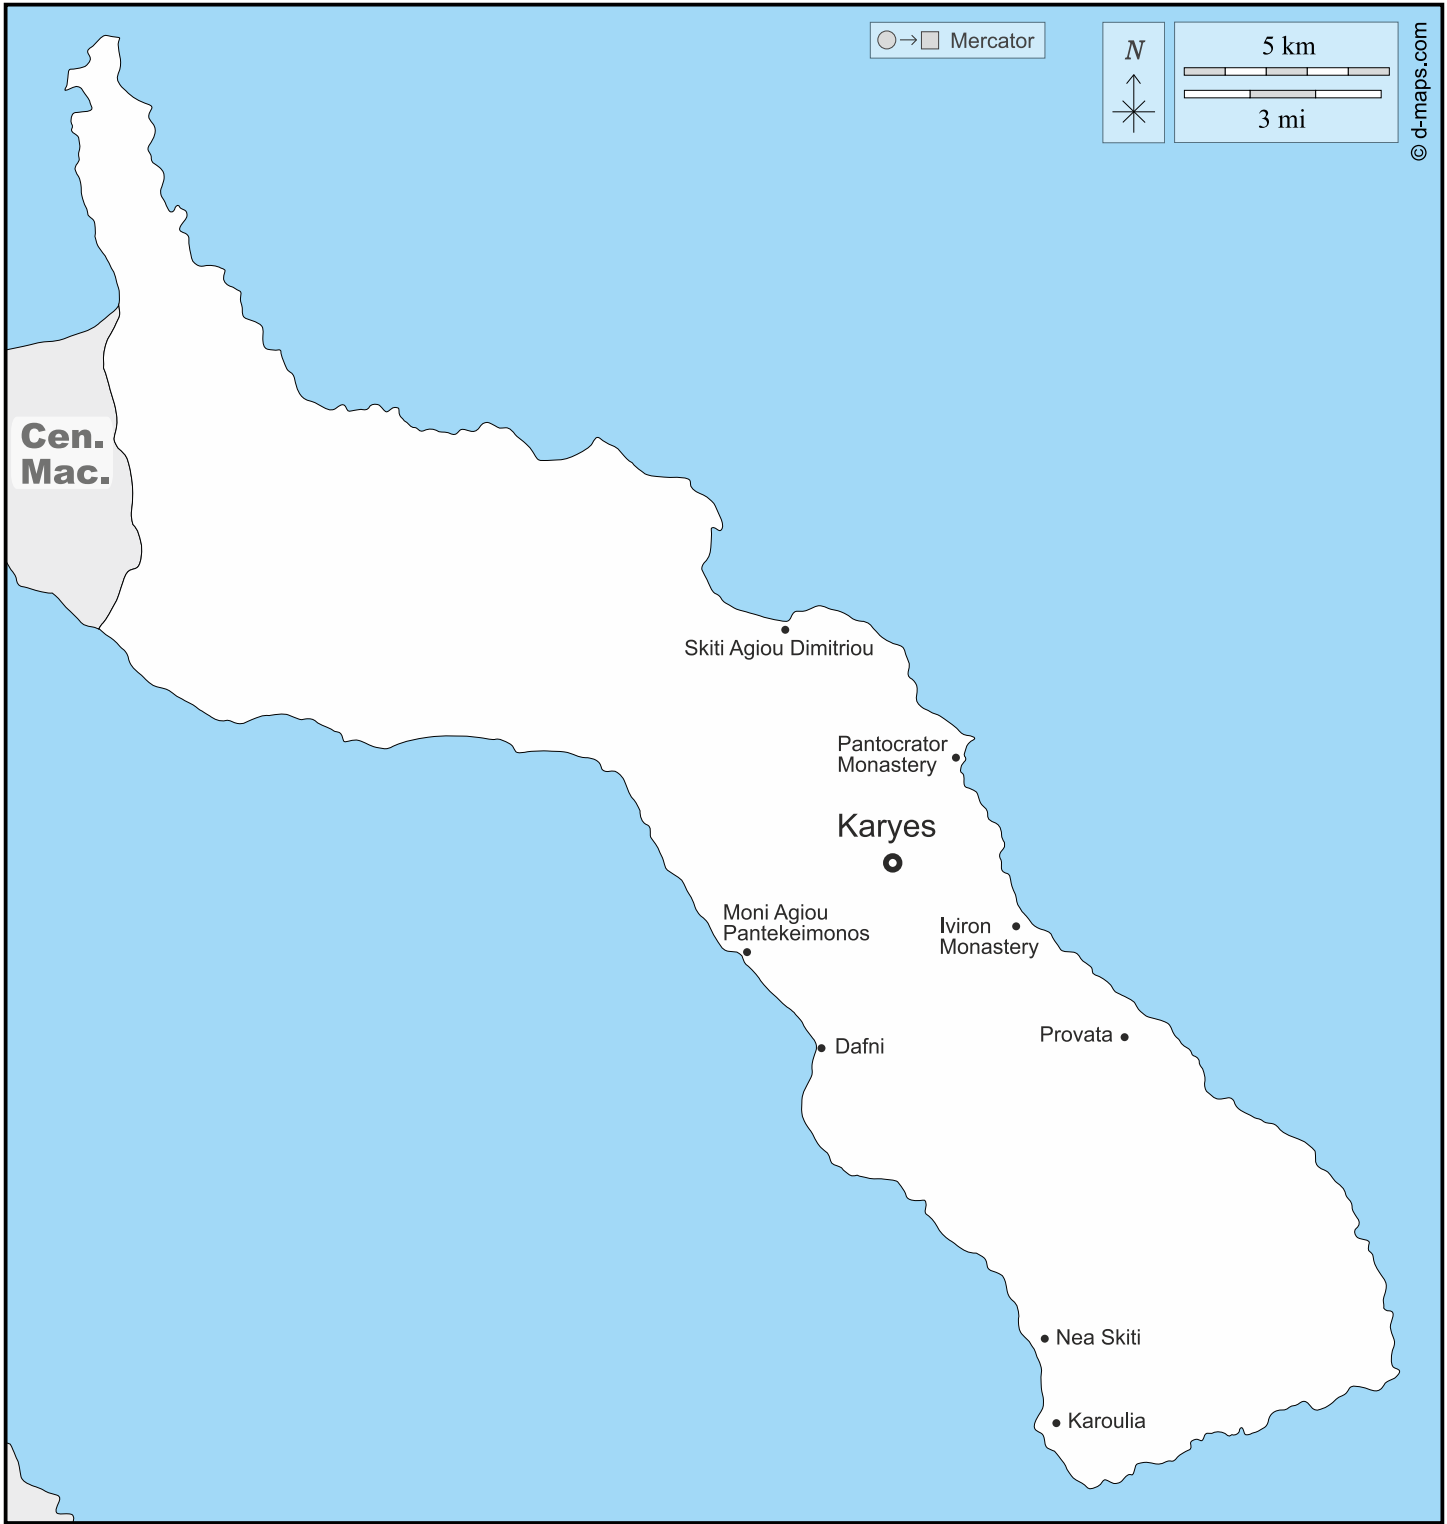 Mercator
N
5 km
3 mi
© d-maps.com
Cen.
Mac.
Skiti Agiou Dimitriou
Pantocrator
Monastery
Karyes
Moni Agiou
Pantekeimonos
Iviron
Monastery
Provata
Dafni
Nea Skiti
Karoulia